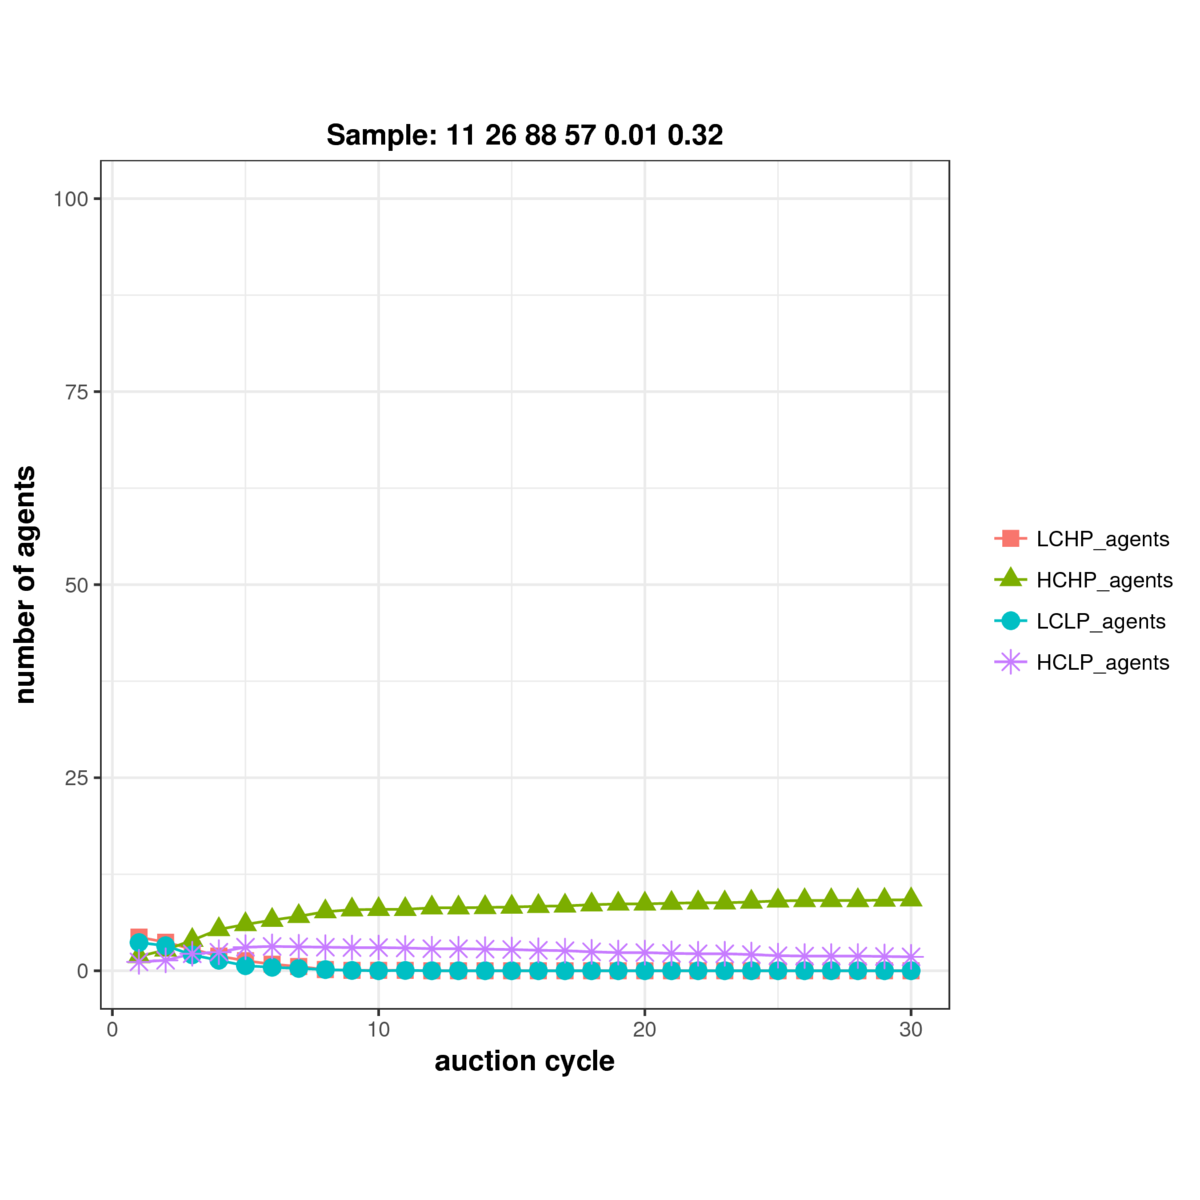 Sample: 11 26 88 57 0.01 0.32
100
75
50
25
0
0 10 20 30
number of agents
auction cycle
LCHP_agents
HCHP_agents
LCLP_agents
HCLP_agents